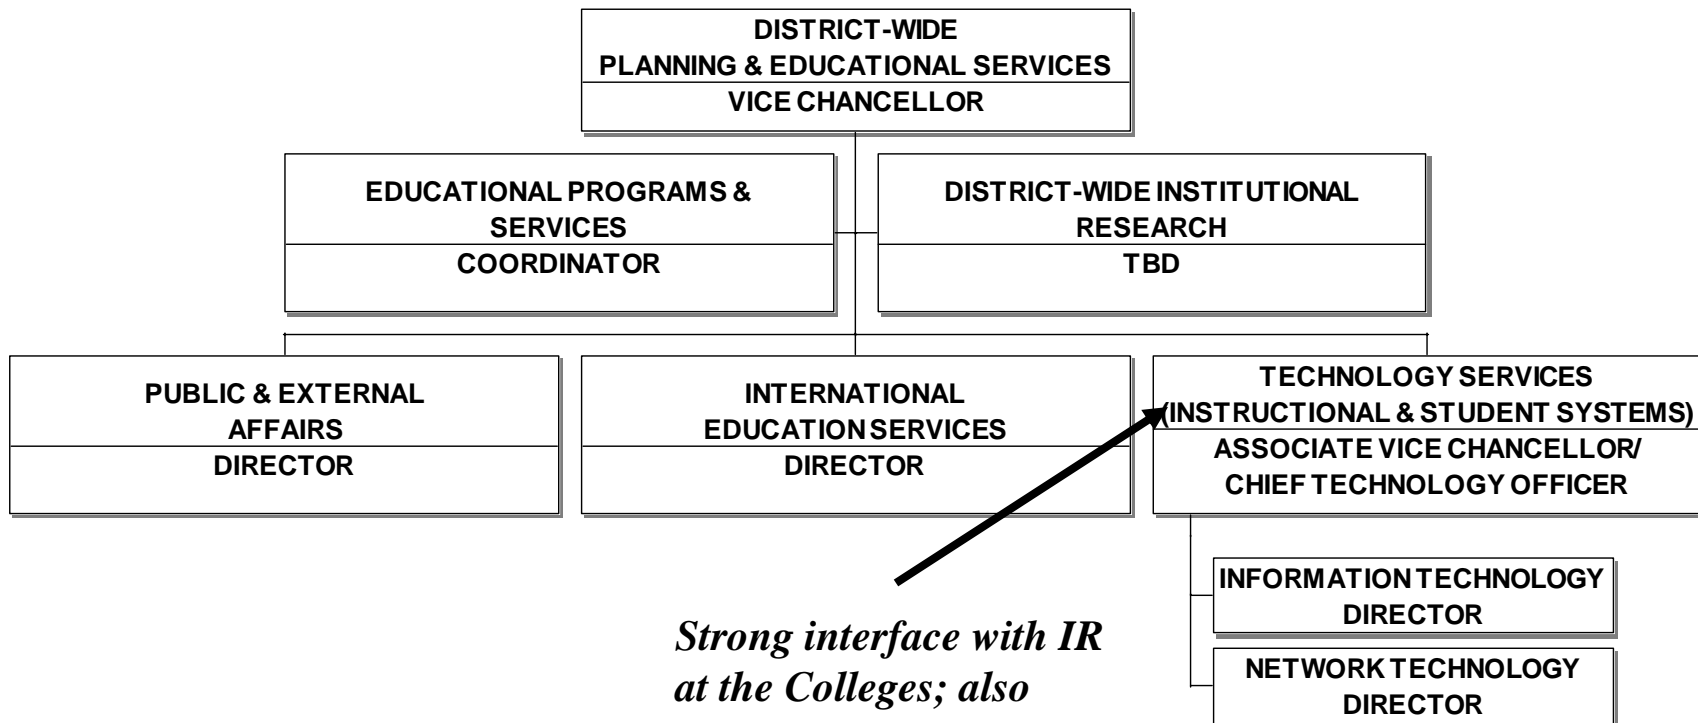 DISTRICT-WIDE
PLANNING & EDUCATIONAL SERVICES
VICE CHANCELLOR
EDUCATIONAL PROGRAMS &
SERVICES
COORDINATOR
DISTRICT-WIDE INSTITUTIONAL
RESEARCH
TBD
PUBLIC & EXTERNAL
AFFAIRS
DIRECTOR
INTERNATIONAL
EDUCATION SERVICES
DIRECTOR
TECHNOLOGY SERVICES
(INSTRUCTIONAL & STUDENT SYSTEMS)
ASSOCIATE VICE CHANCELLOR/
CHIEF TECHNOLOGY OFFICER
INFORMATION TECHNOLOGY
DIRECTOR
NETWORK TECHNOLOGY
DIRECTOR
Strong interface with IR
at the Colleges; also